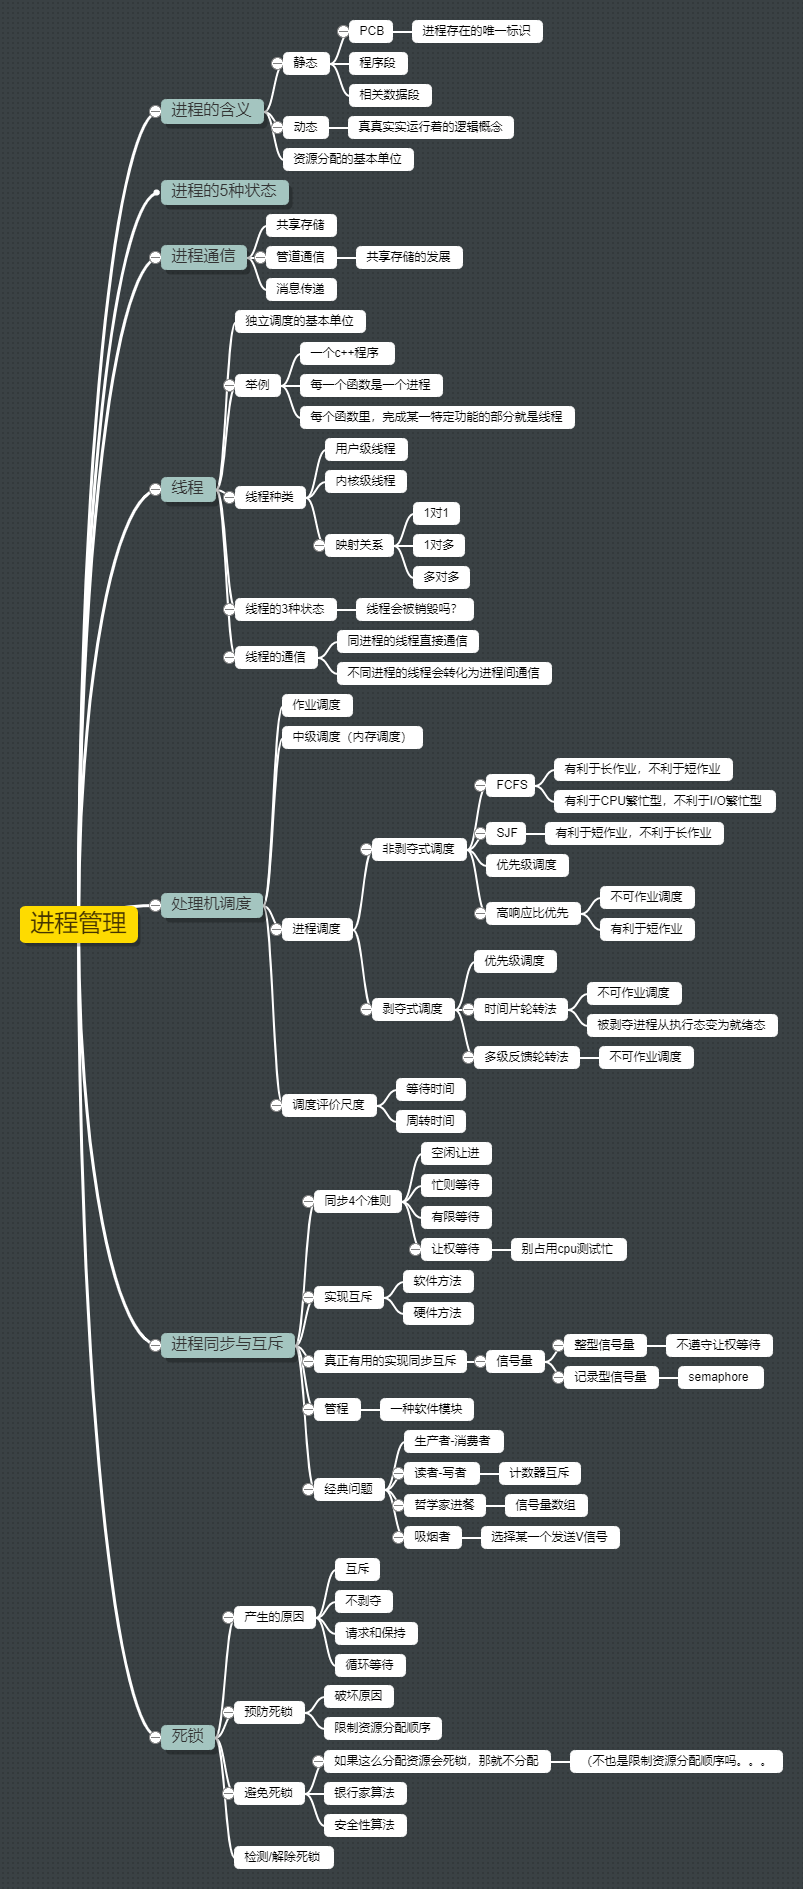 进程管理
进程的含义
静态
PCB
进程存在的唯一标识
程序段
相关数据段
动态
真真实实运行着的逻辑概念
资源分配的基本单位
进程的5种状态
进程通信
共享存储
管道通信
共享存储的发展
消息传递
线程
独立调度的基本单位
举例
一个c++程序
每一个函数是一个进程
每个函数里，完成某一特定功能的部分就是线程
线程种类
用户级线程
内核级线程
映射关系
1对1
1对多
多对多
线程的3种状态
线程会被销毁吗？
线程的通信
同进程的线程直接通信
不同进程的线程会转化为进程间通信
处理机调度
作业调度
中级调度（内存调度）
进程调度
非剥夺式调度
FCFS
有利于长作业，不利于短作业
有利于CPU繁忙型，不利于I/O繁忙型
SJF
有利于短作业，不利于长作业
优先级调度
高响应比优先
不可作业调度
有利于短作业
剥夺式调度
优先级调度
时间片轮转法
不可作业调度
被剥夺进程从执行态变为就绪态
多级反馈轮转法
不可作业调度
调度评价尺度
等待时间
周转时间
进程同步与互斥
同步4个准则
空闲让进
忙则等待
有限等待
让权等待
别占用cpu测试忙
实现互斥
软件方法
硬件方法
真正有用的实现同步互斥
信号量
整型信号量
不遵守让权等待
记录型信号量
semaphore
管程
一种软件模块
经典问题
生产者-消费者
读者-写者
计数器互斥
哲学家进餐
信号量数组
吸烟者
选择某一个发送V信号
死锁
产生的原因
互斥
不剥夺
请求和保持
循环等待
预防死锁
破坏原因
限制资源分配顺序
避免死锁
如果这么分配资源会死锁，那就不分配
（不也是限制资源分配顺序吗。。。
银行家算法
安全性算法
检测/解除死锁